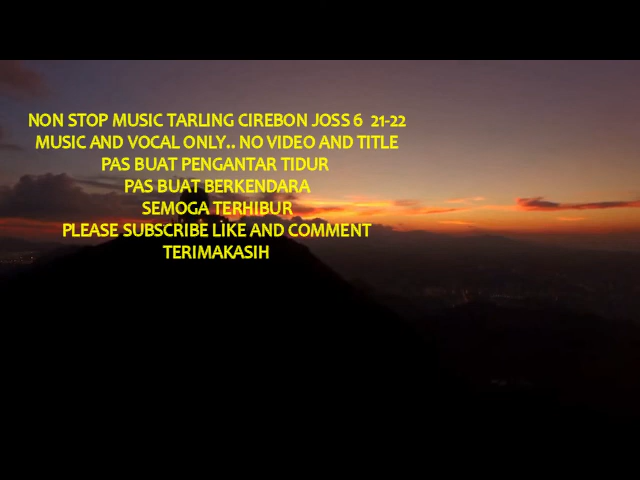 NON STOP MUSIC TARLING CIREBON JOSS 6 21-22
MUSIC AND VOCAL ONLY.. NO VIDEO AND TITLE
PAS BUAT PENGANTAR TIDUR
PAS BUAT BERKENDARA
SEMOGA TERHIBUR
PLEASE SUBSCRIBE LIKE AND COMMENT
TERIMAKASIH